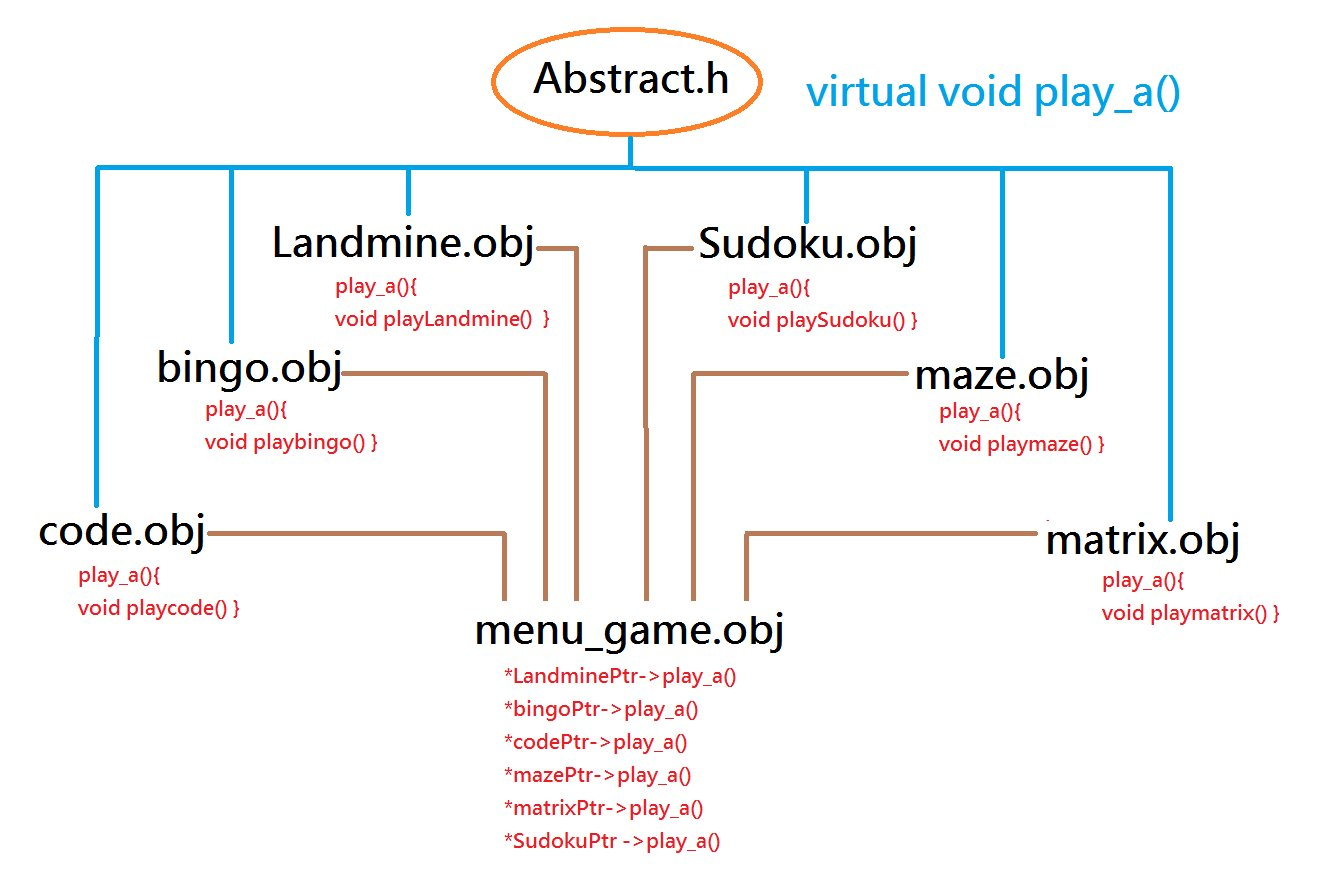 Abstract.h
virtual void play_a()
Landmine.obj
play_a(){
void playLandmine()  }
Sudoku.obj
play_a(){
void playSudoku() }
bingo.obj
play_a(){
void playbingo() }
maze.obj
play_a(){
void playmaze() }
code.obj
play_a(){
void playcode() }
matrix.obj
play_a(){
void playmatrix() }
menu_game.obj
*LandminePtr->play_a()
*bingoPtr->play_a()
*codePtr->play_a()
*mazePtr->play_a()
*matrixPtr->play_a()
*SudokuPtr ->play_a()